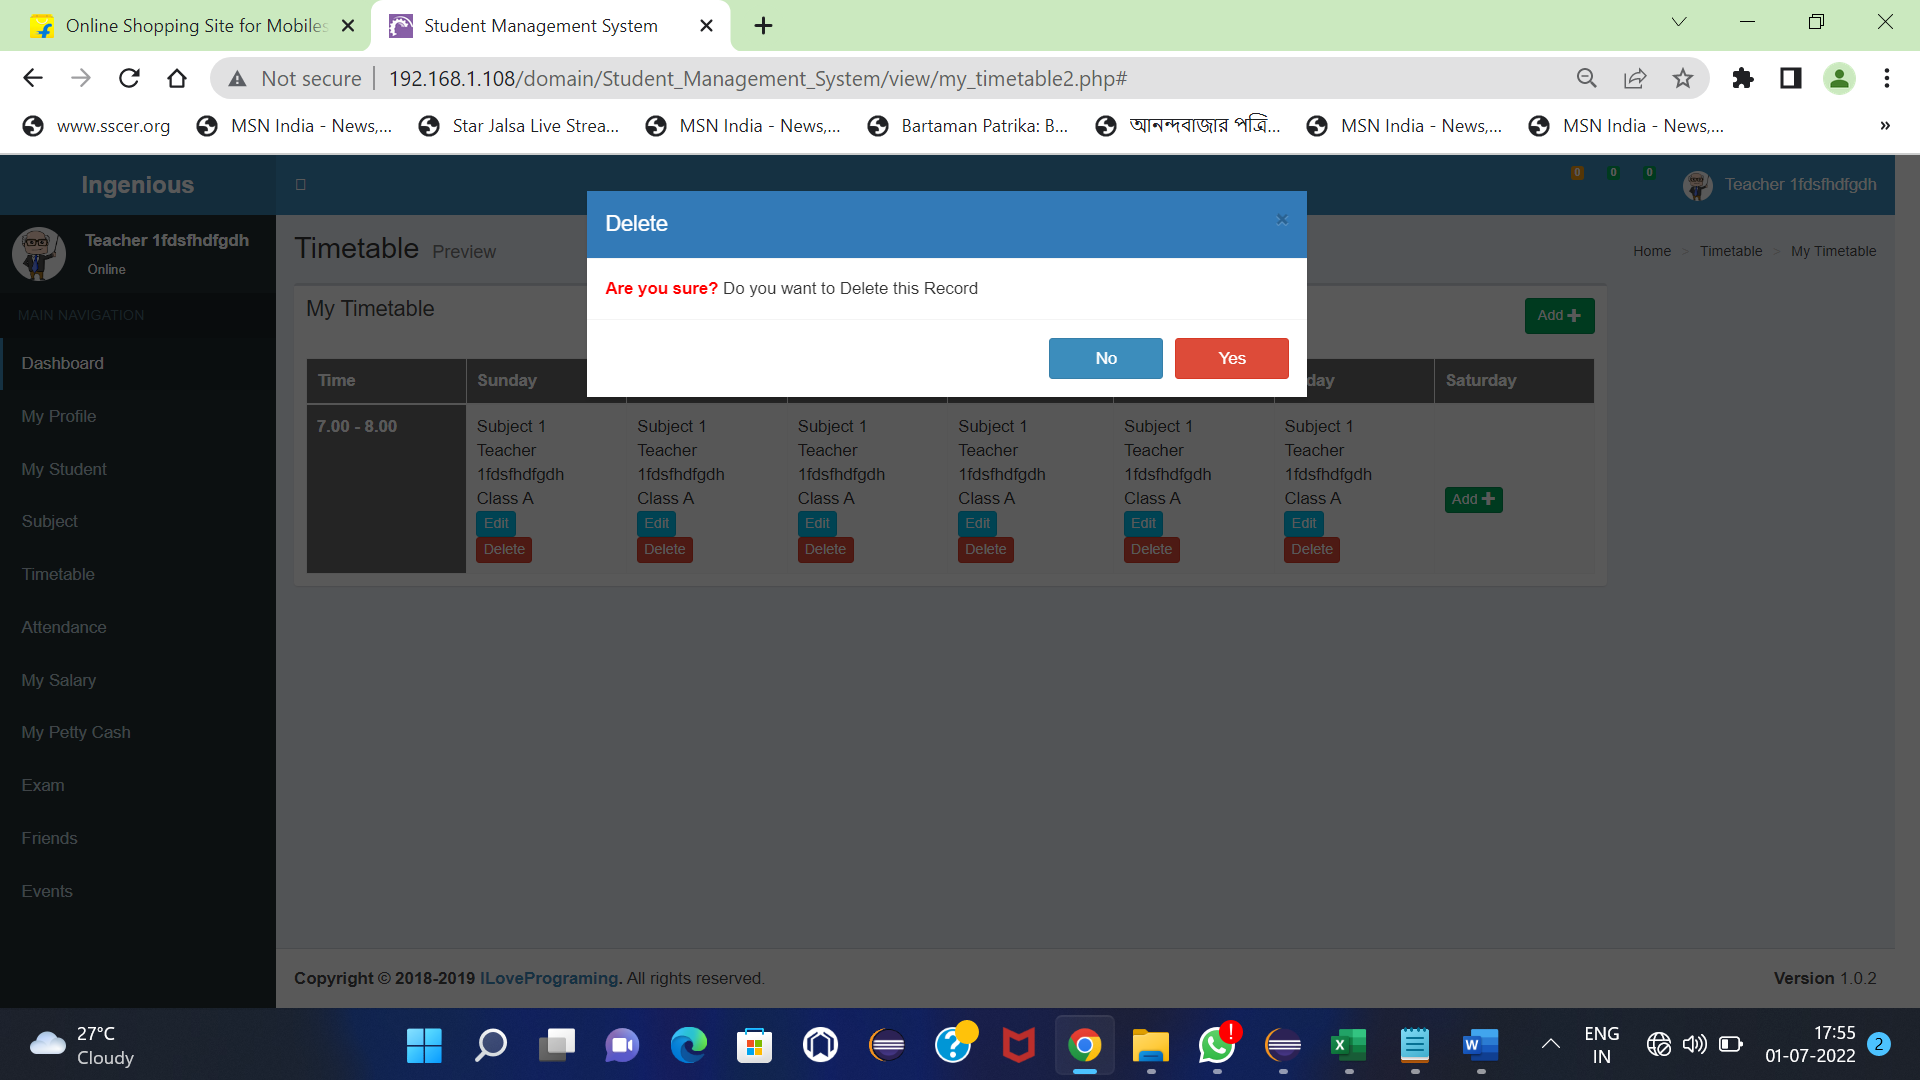 Online Shopping Site for Mobiles
Student Management System
Not secure
192.168.1.108/domain/Student_Management_System/view/my_timetable2.php#
www.sscer.org
MSN India - News,...
Star Jalsa Live Strea...
MSN India - News,...
Bartaman Patrika: B...
আনন্দবাজার পত্রি...
MSN India - News,...
MSN India - News,...
»
Ingenious
0
0
0
Teacher 1fdsfhdfgdh
Teacher 1fdsfhdfgdh
Online
MAIN NAVIGATION
Dashboard
My Profile
My Student
Subject
Timetable
Attendance
My Salary
My Petty Cash
Exam
Friends
Events
Timetable Preview
Home > Timetable > My Timetable
My Timetable
Add
Delete
×
Are you sure? Do you want to Delete this Record
No
Yes
Time
Sunday
day
Saturday
7.00 - 8.00
Subject 1
Teacher
1fdsfhdfgdh
Class A
Edit
Delete
Subject 1
Teacher
1fdsfhdfgdh
Class A
Edit
Delete
Subject 1
Teacher
1fdsfhdfgdh
Class A
Edit
Delete
Subject 1
Teacher
1fdsfhdfgdh
Class A
Edit
Delete
Subject 1
Teacher
1fdsfhdfgdh
Class A
Edit
Delete
Subject 1
Teacher
1fdsfhdfgdh
Class A
Edit
Delete
Add
Copyright © 2018-2019 ILovePrograming. All rights reserved.
Version 1.0.2
27°C
Cloudy
ENG
IN
17:55
01-07-2022
2